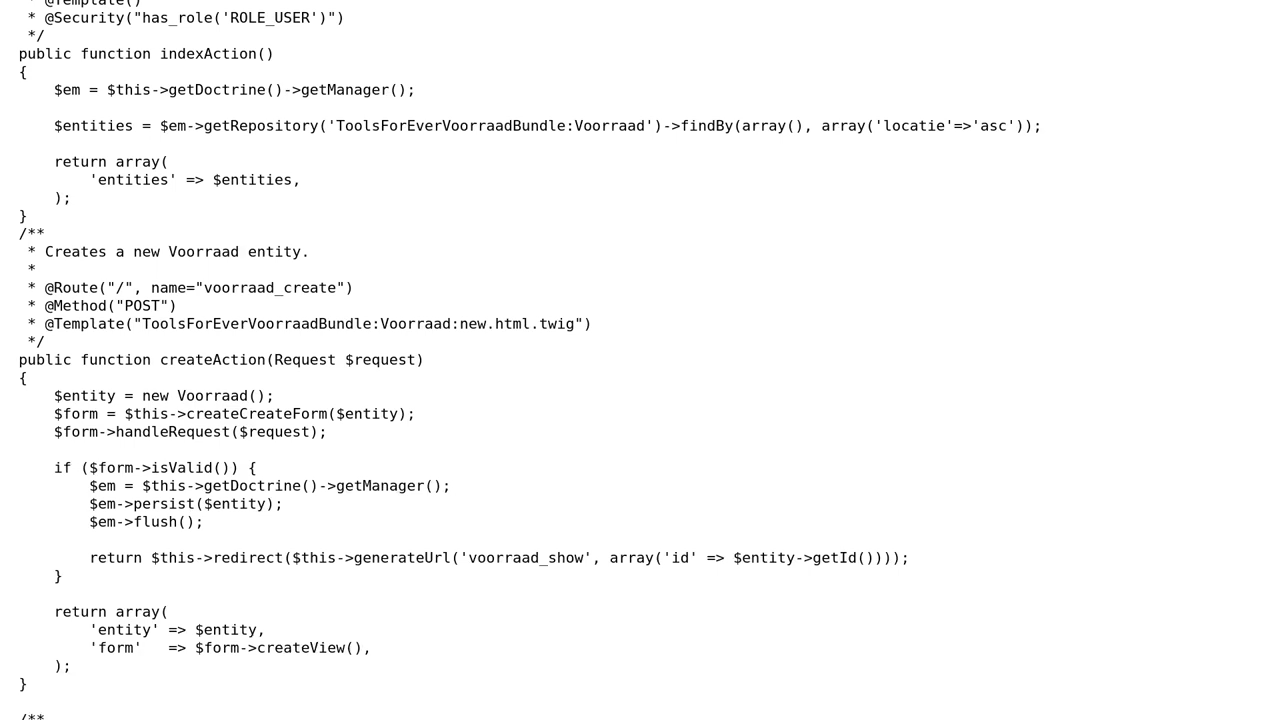 * @Template()
 * @Security("has_role('ROLE_USER')")
 */
public function indexAction()
{
    $em = $this->getDoctrine()->getManager();

    $entities = $em->getRepository('ToolsForEverVoorraadBundle:Voorraad')->findBy(array(), array('locatie'=>'asc'));

    return array(
        'entities' => $entities,
    );
}
/**
 * Creates a new Voorraad entity.
 *
 * @Route("/", name="voorraad_create")
 * @Method("POST")
 * @Template("ToolsForEverVoorraadBundle:Voorraad:new.html.twig")
 */
public function createAction(Request $request)
{
    $entity = new Voorraad();
    $form = $this->createCreateForm($entity);
    $form->handleRequest($request);

    if ($form->isValid()) {
        $em = $this->getDoctrine()->getManager();
        $em->persist($entity);
        $em->flush();

        return $this->redirect($this->generateUrl('voorraad_show', array('id' => $entity->getId())));
    }

    return array(
        'entity' => $entity,
        'form'   => $form->createView(),
    );
}

/**